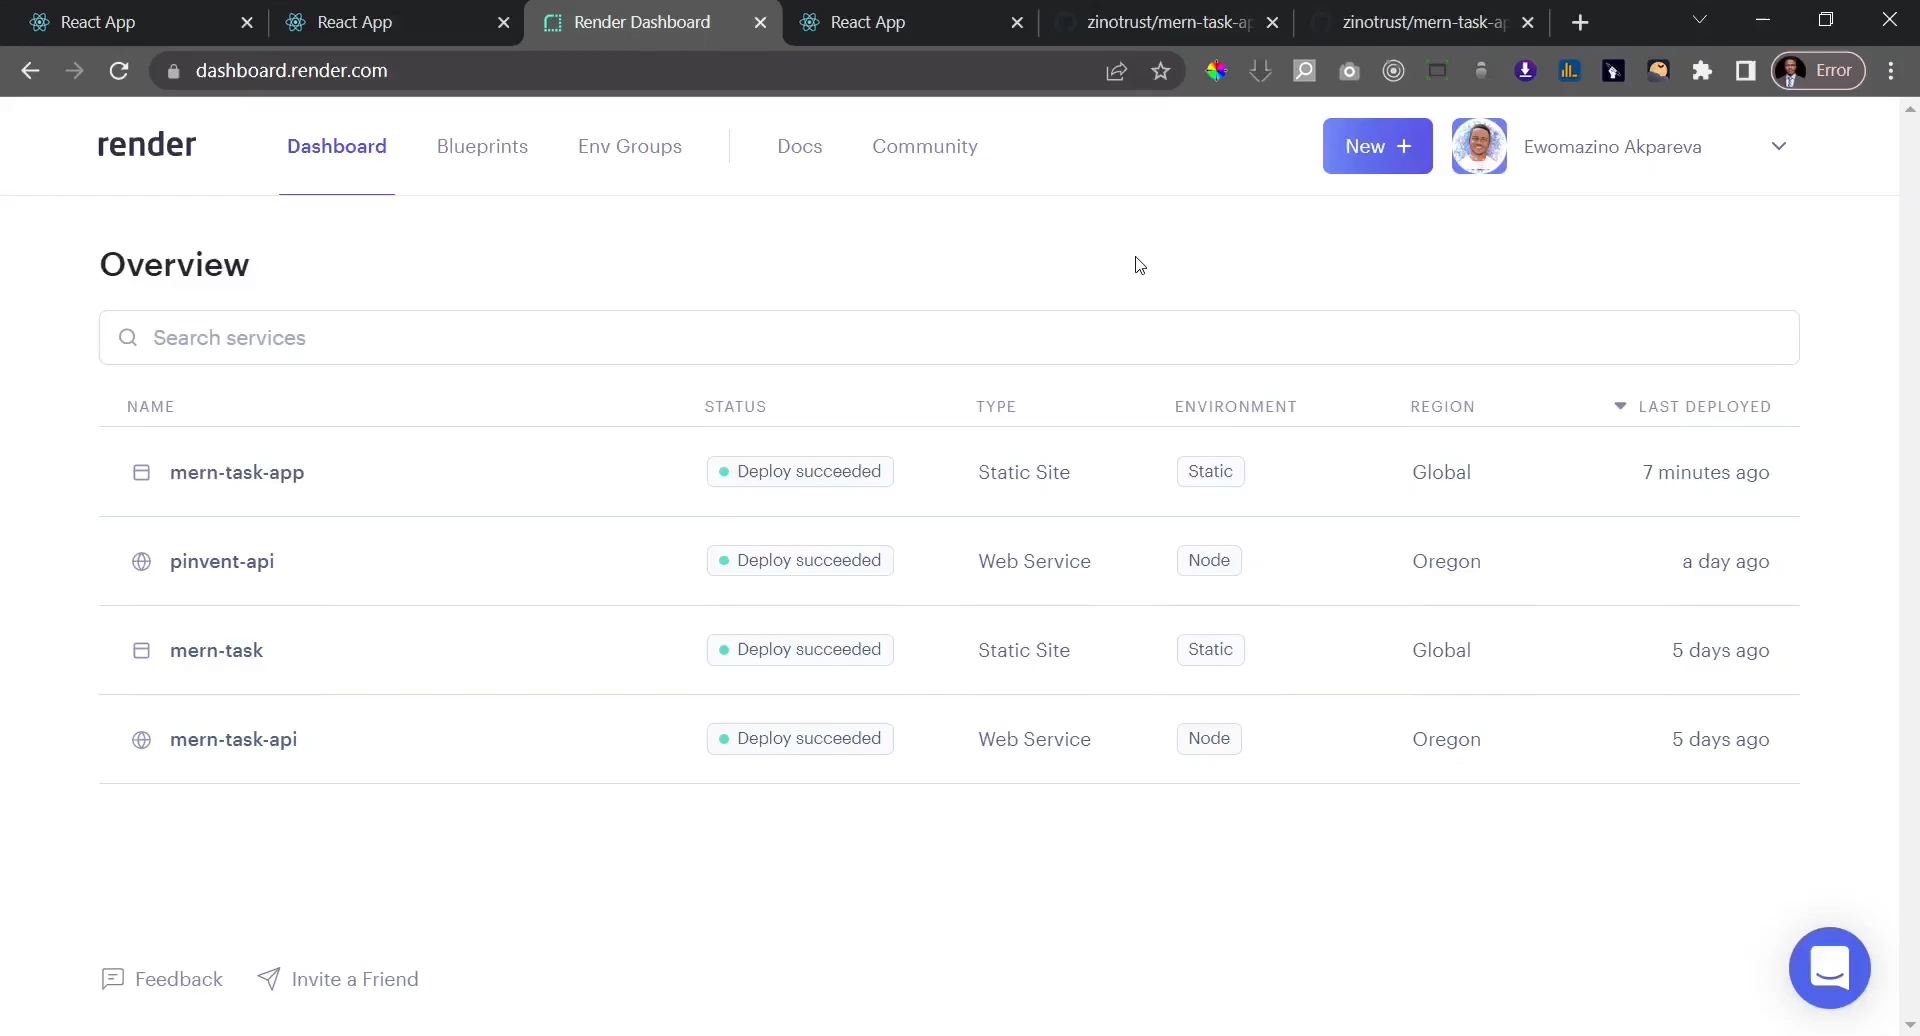 React App
React App
Render Dashboard
React App
zinotrust/mern-task-ap
zinotrust/mern-task-ap
dashboard.render.com
Error
render
Dashboard
Blueprints
Env Groups
Docs
Community
New +
Ewomazino Akpareva
Overview
Search services
NAME STATUS TYPE ENVIRONMENT REGION LAST DEPLOYED
mern-task-app Deploy succeeded Static Site Static Global 7 minutes ago
pinvent-api Deploy succeeded Web Service Node Oregon a day ago
mern-task Deploy succeeded Static Site Static Global 5 days ago
mern-task-api Deploy succeeded Web Service Node Oregon 5 days ago
Feedback
Invite a Friend